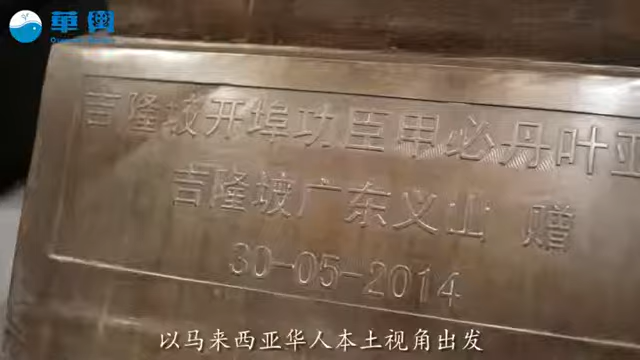 華與
吉隆坡开埠功臣甲必丹叶亚
吉隆坡广东义山 赠
30-05-2014
以马来西亚华人本土视角出发